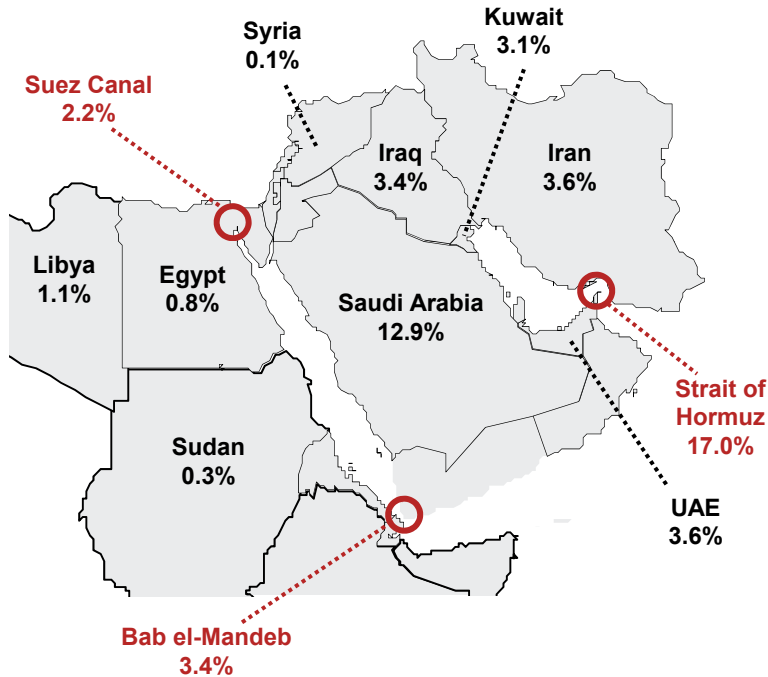 Kuwait
3.1%
Syria
0.1%
Suez Canal
2.2%
Iraq
3.4%
Iran
3.6%
Libya
1.1%
Egypt
0.8%
Saudi Arabia
12.9%
Strait of
Hormuz
17.0%
Sudan
0.3%
UAE
3.6%
Bab el-Mandeb
3.4%